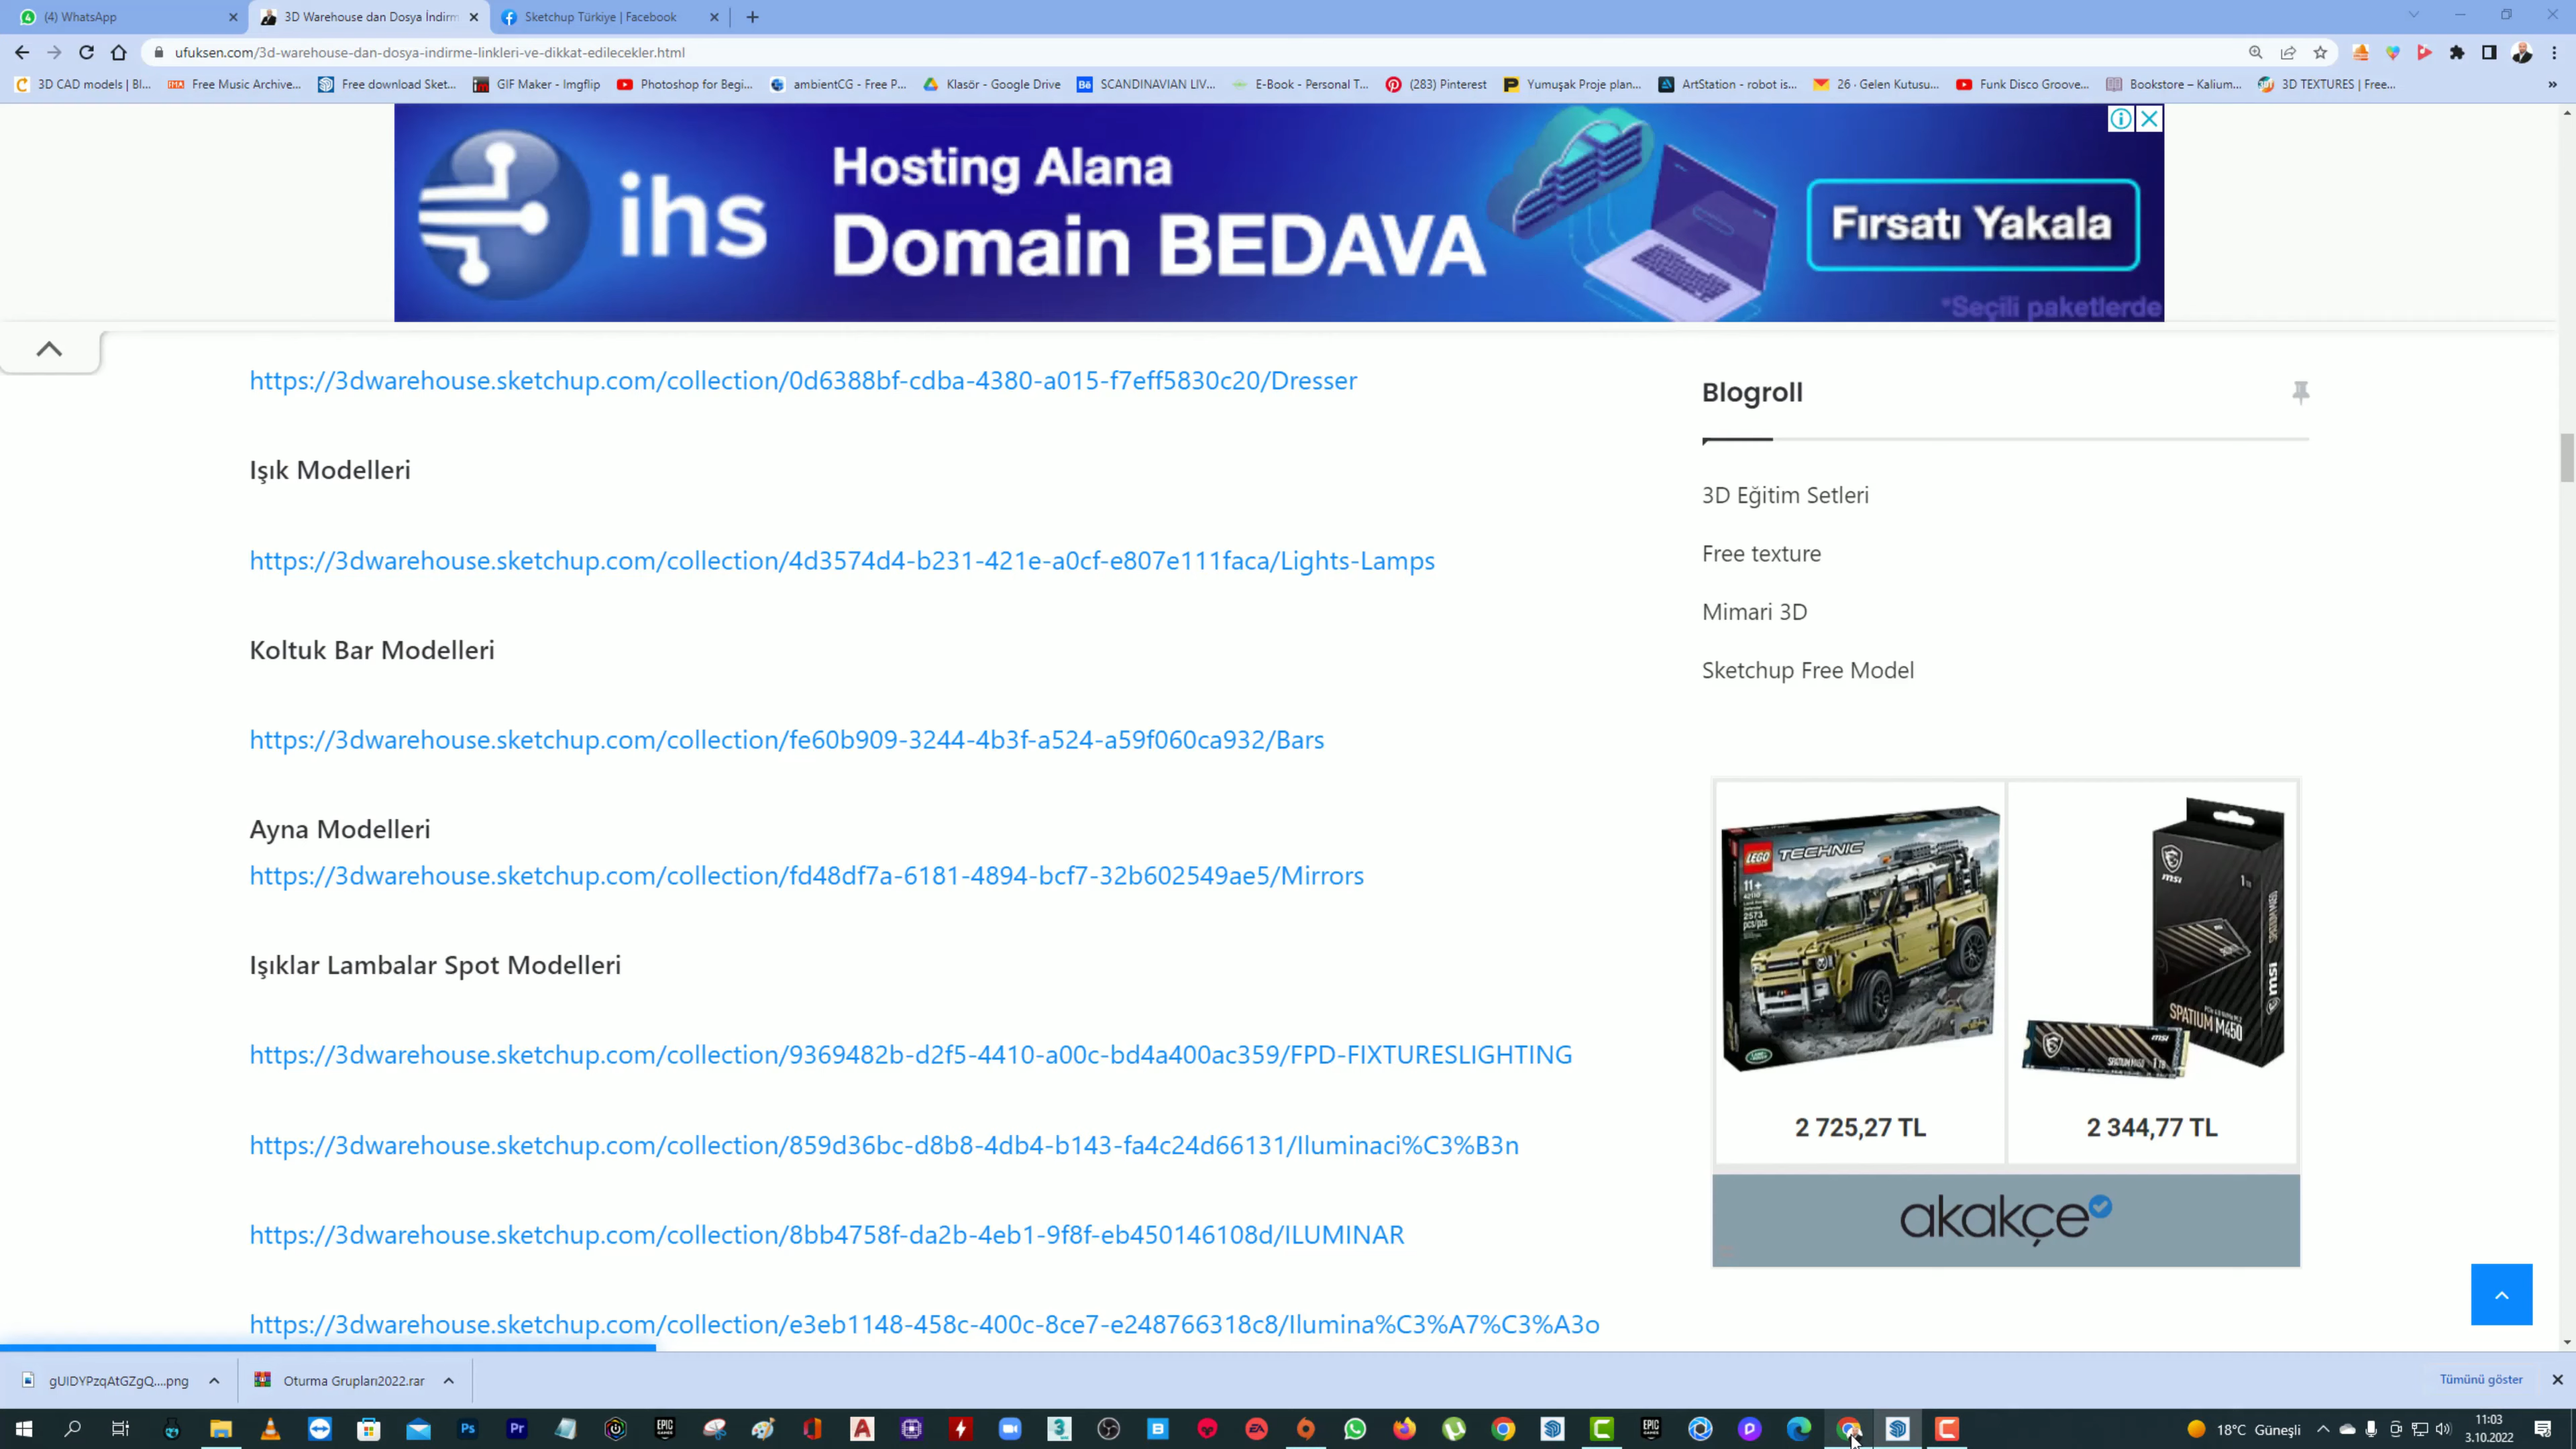 (4) WhatsApp
3D Warehouse dan Dosya İndirm
Sketchup Türkiye | Facebook
ufuksen.com/3d-warehouse-dan-dosya-indirme-linkleri-ve-dikkat-edilecekler.html
3D CAD models | Bl...
Free Music Archive...
Free download Sket...
GIF Maker - Imgflip
Photoshop for Begi...
ambientCG - Free P...
Klasör - Google Drive
SCANDINAVIAN LIV...
E-Book - Personal T...
(283) Pinterest
Yumuşak Proje plan...
ArtStation - robot is...
26 · Gelen Kutusu...
Funk Disco Groove...
Bookstore – Kalium...
3D TEXTURES | Free...
ihs
Hosting Alana
Domain BEDAVA
Fırsatı Yakala
*Seçili paketlerde
https://3dwarehouse.sketchup.com/collection/0d6388bf-cdba-4380-a015-f7eff5830c20/Dresser
Işık Modelleri
https://3dwarehouse.sketchup.com/collection/4d3574d4-b231-421e-a0cf-e807e111faca/Lights-Lamps
Koltuk Bar Modelleri
https://3dwarehouse.sketchup.com/collection/fe60b909-3244-4b3f-a524-a59f060ca932/Bars
Ayna Modelleri
https://3dwarehouse.sketchup.com/collection/fd48df7a-6181-4894-bcf7-32b602549ae5/Mirrors
Işıklar Lambalar Spot Modelleri
https://3dwarehouse.sketchup.com/collection/9369482b-d2f5-4410-a00c-bd4a400ac359/FPD-FIXTURESLIGHTING
https://3dwarehouse.sketchup.com/collection/859d36bc-d8b8-4db4-b143-fa4c24d66131/Iluminaci%C3%B3n
https://3dwarehouse.sketchup.com/collection/8bb4758f-da2b-4eb1-9f8f-eb450146108d/ILUMINAR
https://3dwarehouse.sketchup.com/collection/e3eb1148-458c-400c-8ce7-e248766318c8/Ilumina%C3%A7%C3%A3o
Blogroll
3D Eğitim Setleri
Free texture
Mimari 3D
Sketchup Free Model
LEGO TECHNIC
11+
42110
2573
pcs/pzs
msi
SPATIUM M450
msi
SPATIUM M450
2 725,27 TL
2 344,77 TL
akakçe
gUIDYPzqAtGZgQ....png
Oturma Grupları2022.rar
Tümünü göster
18°C Güneşli
11:03
3.10.2022